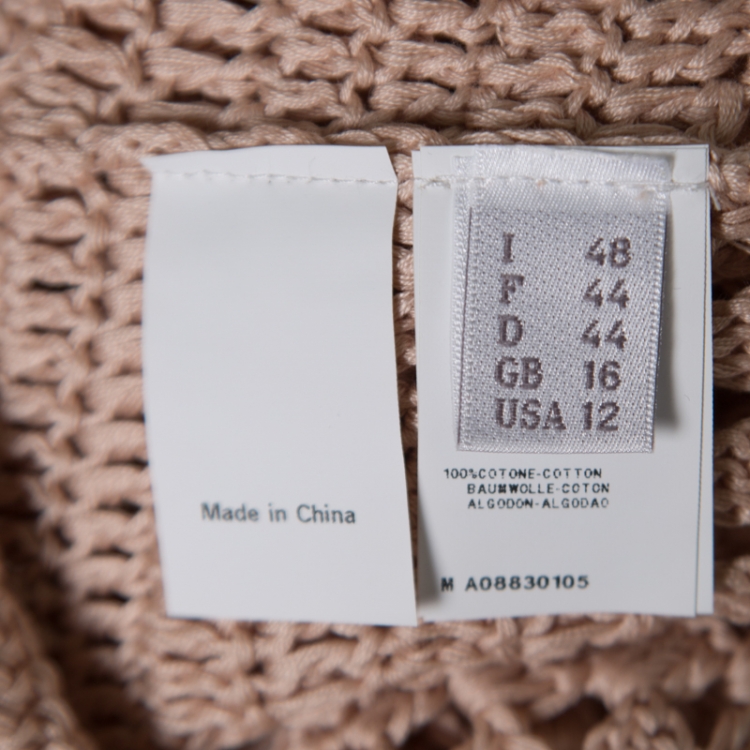 Made in China
I 48
F 44
D 44
GB 16
USA 12
100%COTONE-COTTON
BAUMWOLLE-COTON
ALGODON-ALGODAO
M A08830105